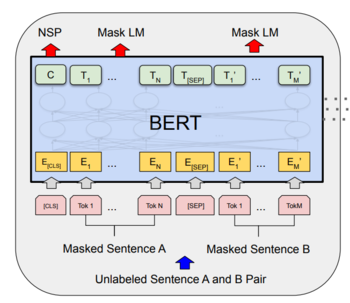 NSP Mask LM Mask LM
C T1 ... TN T[SEP] T1' ... TM'
BERT
E[CLS] E1 ... EN E[SEP] E1' ... EM'
[CLS] Tok 1 ... Tok N [SEP] Tok 1 ... TokM
Masked Sentence A Masked Sentence B
Unlabeled Sentence A and B Pair